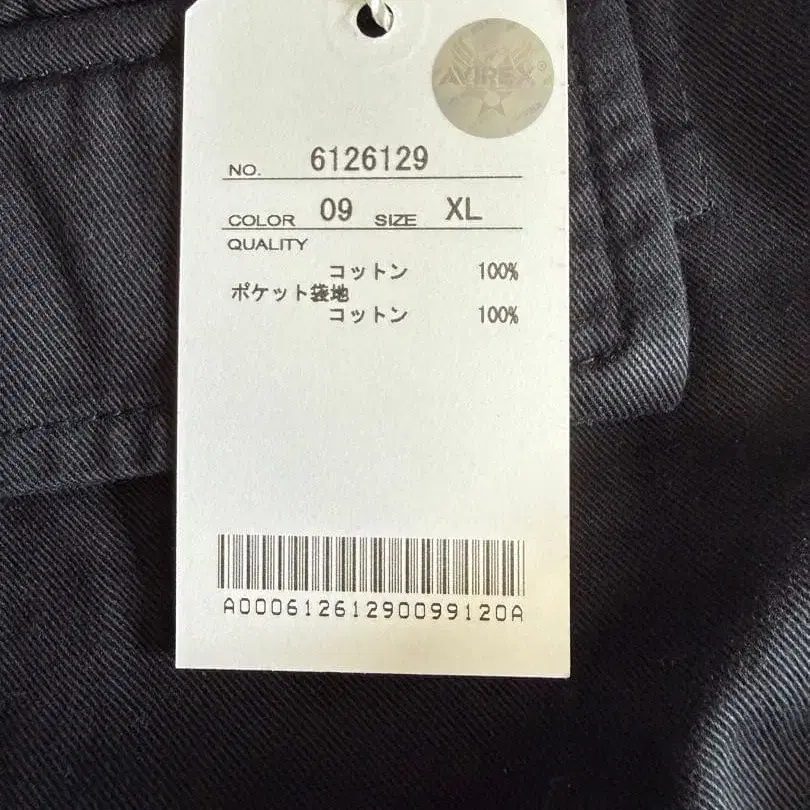 AVIREX®
NO. 6126129
COLOR 09 SIZE XL
QUALITY
コットン 100%
ポケット袋地
コットン 100%
A00061261290099120A